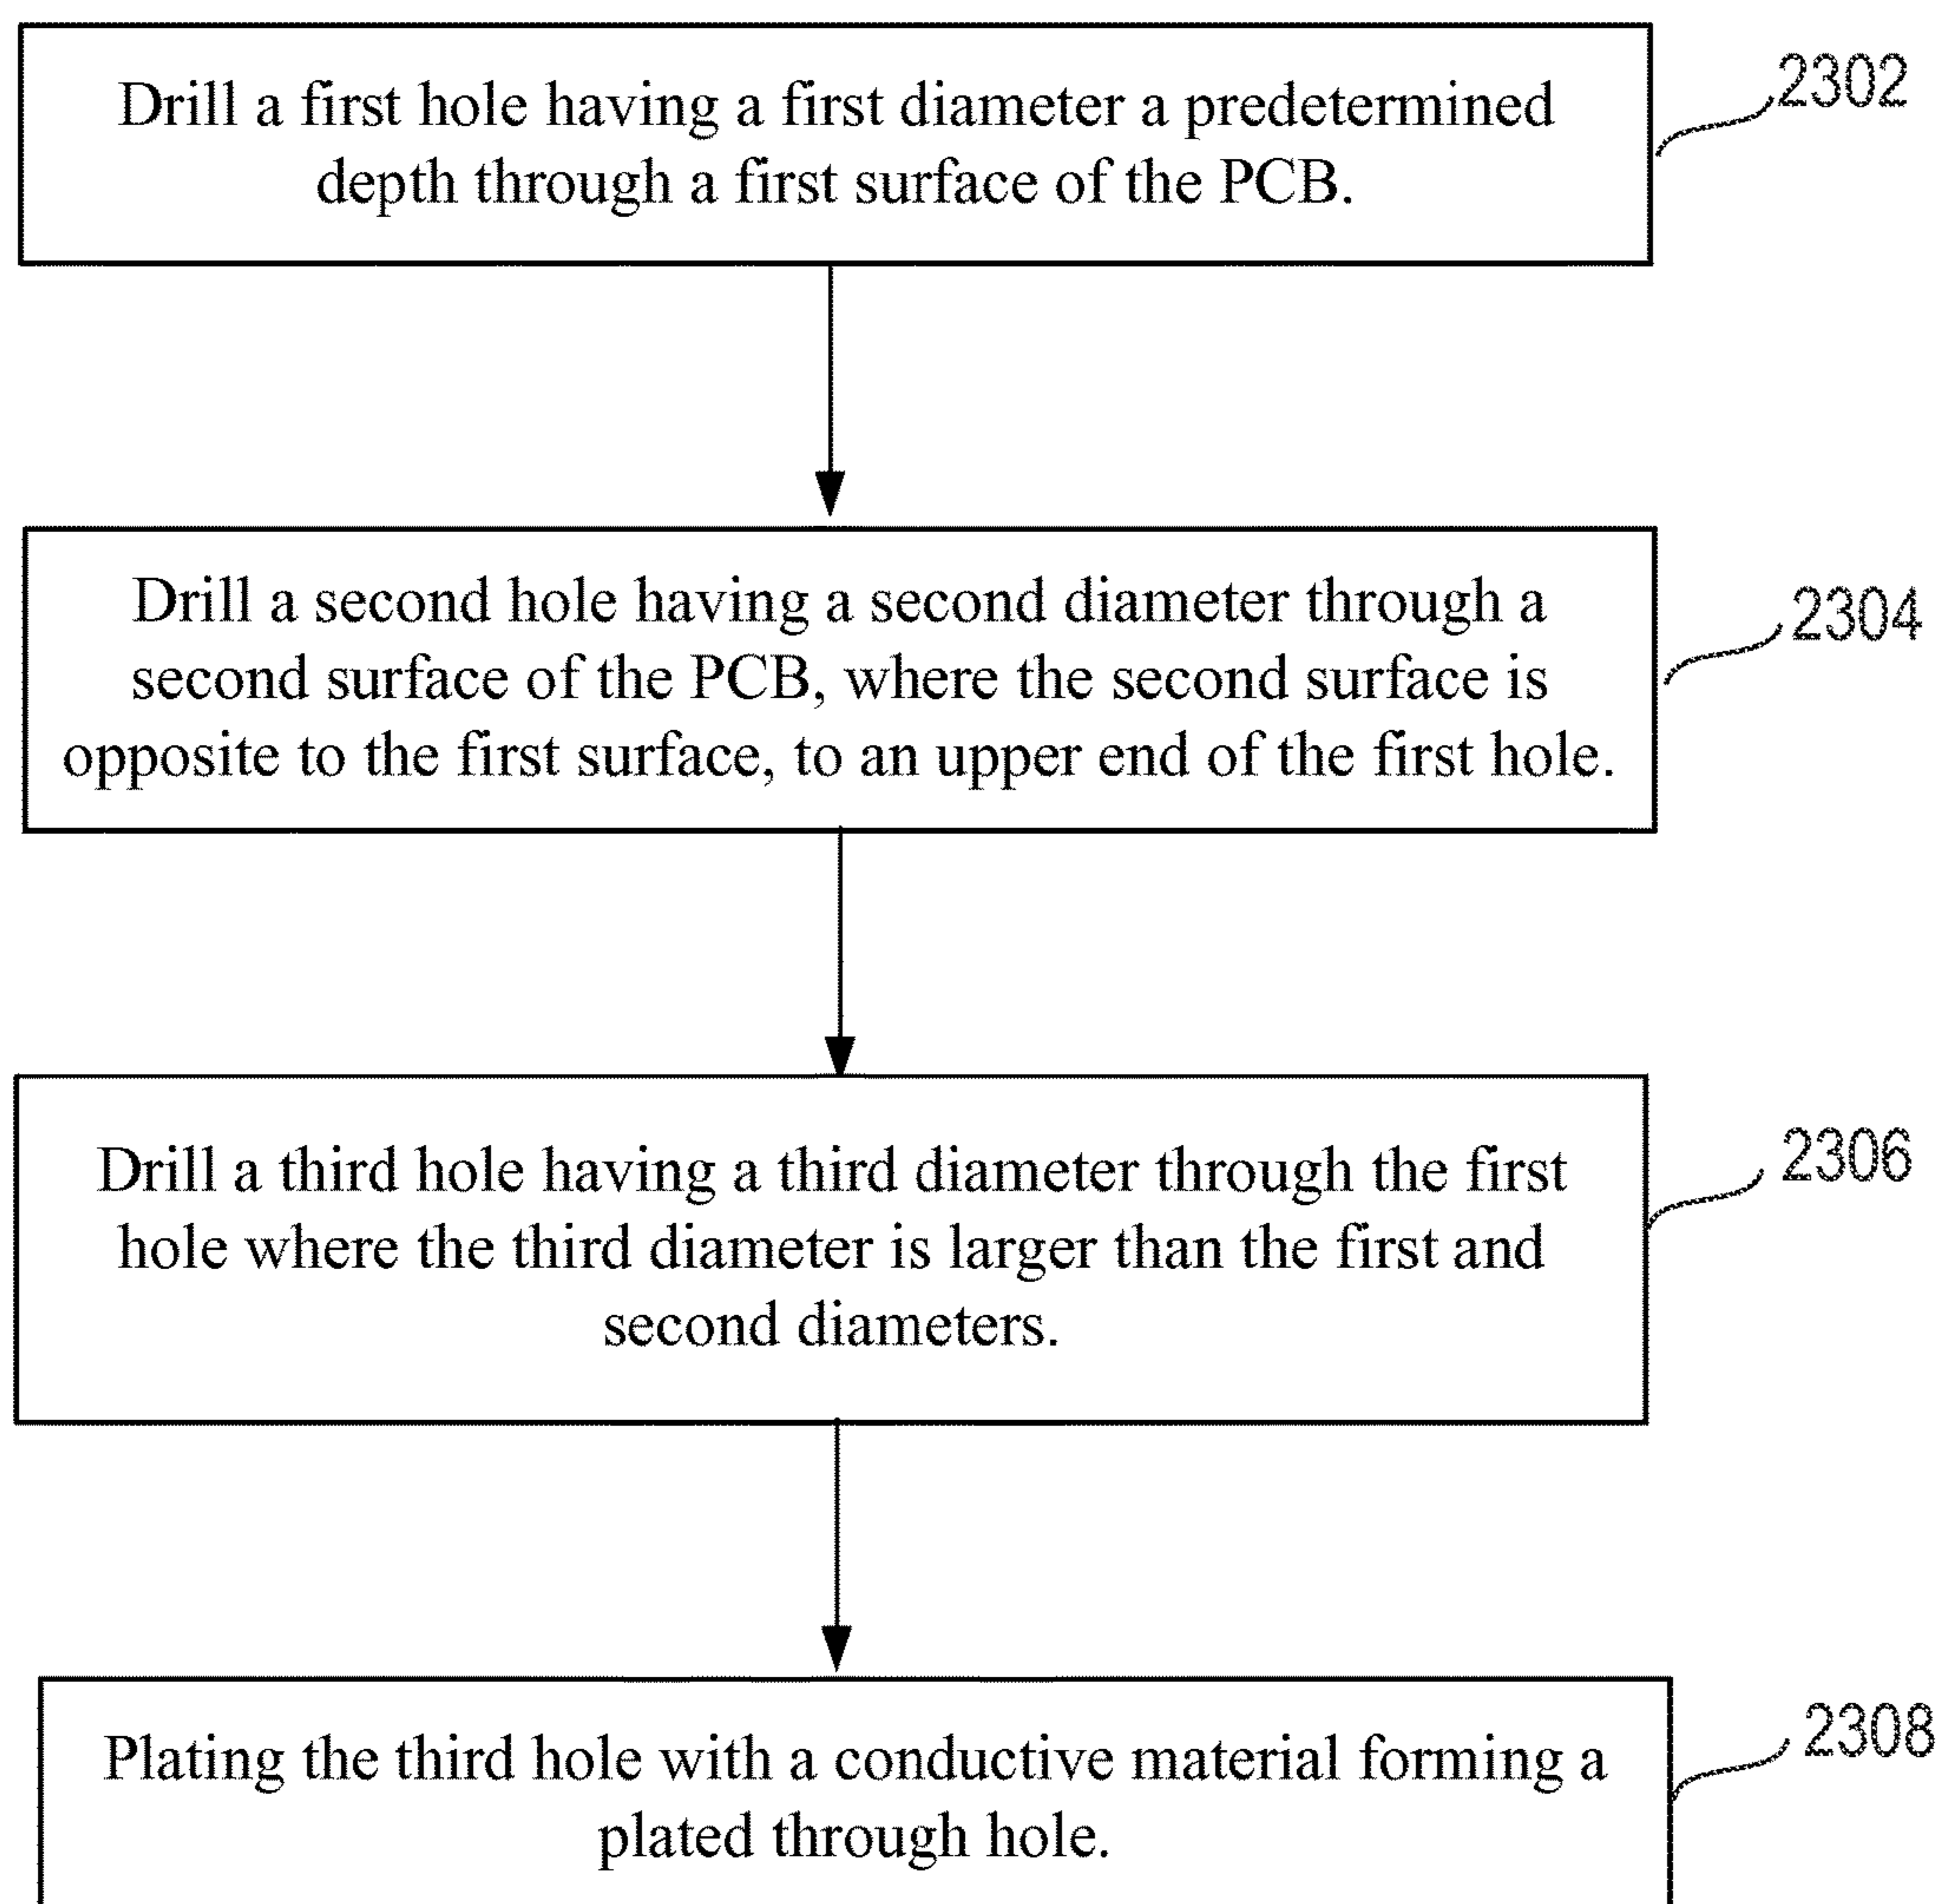 Drill a first hole having a first diameter a predetermined
depth through a first surface of the PCB.
2302
Drill a second hole having a second diameter through a
second surface of the PCB, where the second surface is
opposite to the first surface, to an upper end of the first hole.
2304
Drill a third hole having a third diameter through the first
hole where the third diameter is larger than the first and
second diameters.
2306
Plating the third hole with a conductive material forming a
plated through hole.
2308